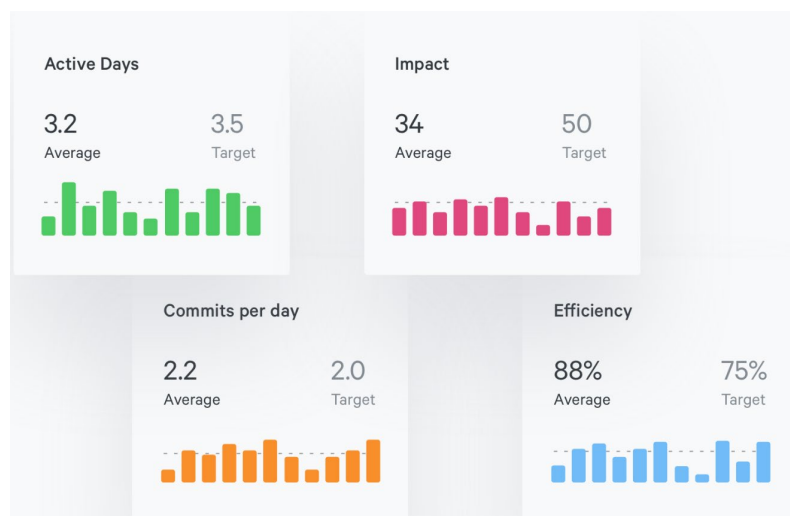 Active Days
3.2 3.5
Average Target
Impact
34 50
Average Target
Commits per day
2.2 2.0
Average Target
Efficiency
88% 75%
Average Target